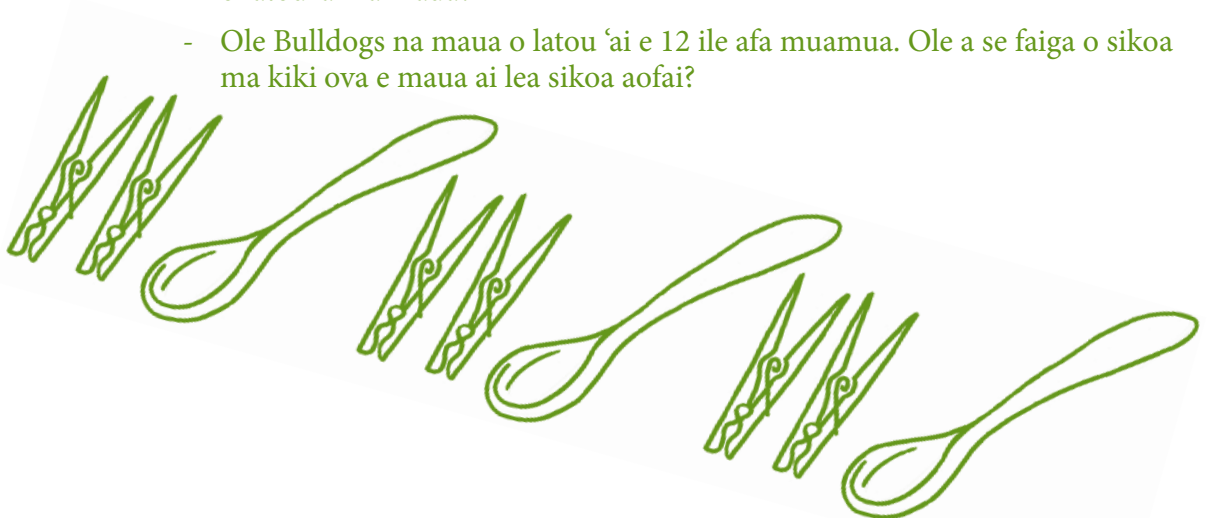 - Ole Bulldogs na maua o latou ‘ai e 12 ile afa muamua. Ole a se faiga o sikoa
ma kiki ova e maua ai lea sikoa aofai?